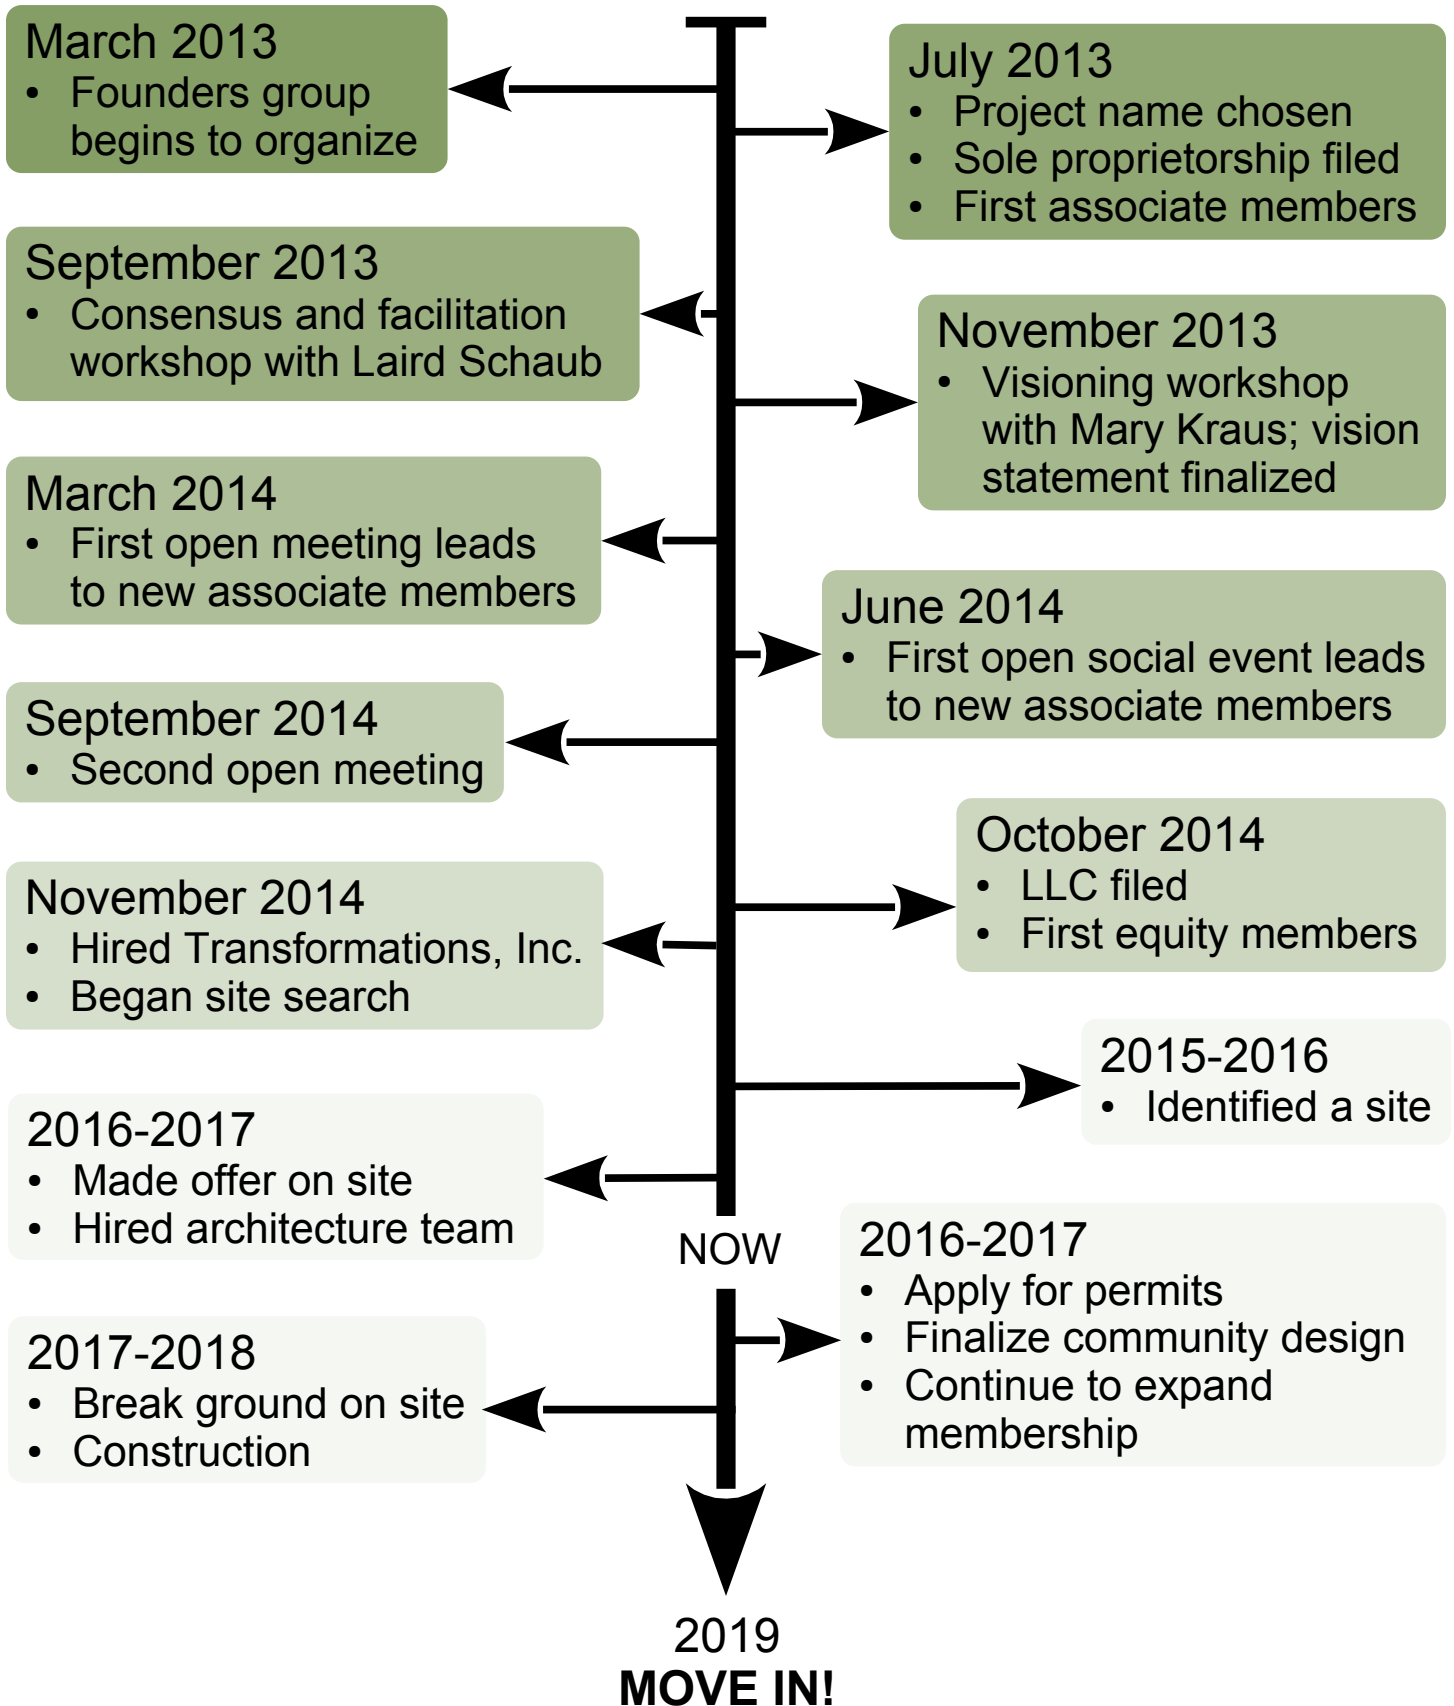 March 2013
• Founders group
begins to organize
July 2013
• Project name chosen
• Sole proprietorship filed
• First associate members
September 2013
• Consensus and facilitation
workshop with Laird Schaub
November 2013
• Visioning workshop
with Mary Kraus; vision
statement finalized
March 2014
• First open meeting leads
to new associate members
June 2014
• First open social event leads
to new associate members
September 2014
• Second open meeting
October 2014
• LLC filed
• First equity members
November 2014
• Hired Transformations, Inc.
• Began site search
2015-2016
• Identified a site
2016-2017
• Made offer on site
• Hired architecture team
NOW
2016-2017
• Apply for permits
• Finalize community design
• Continue to expand
membership
2017-2018
• Break ground on site
• Construction
2019
MOVE IN!